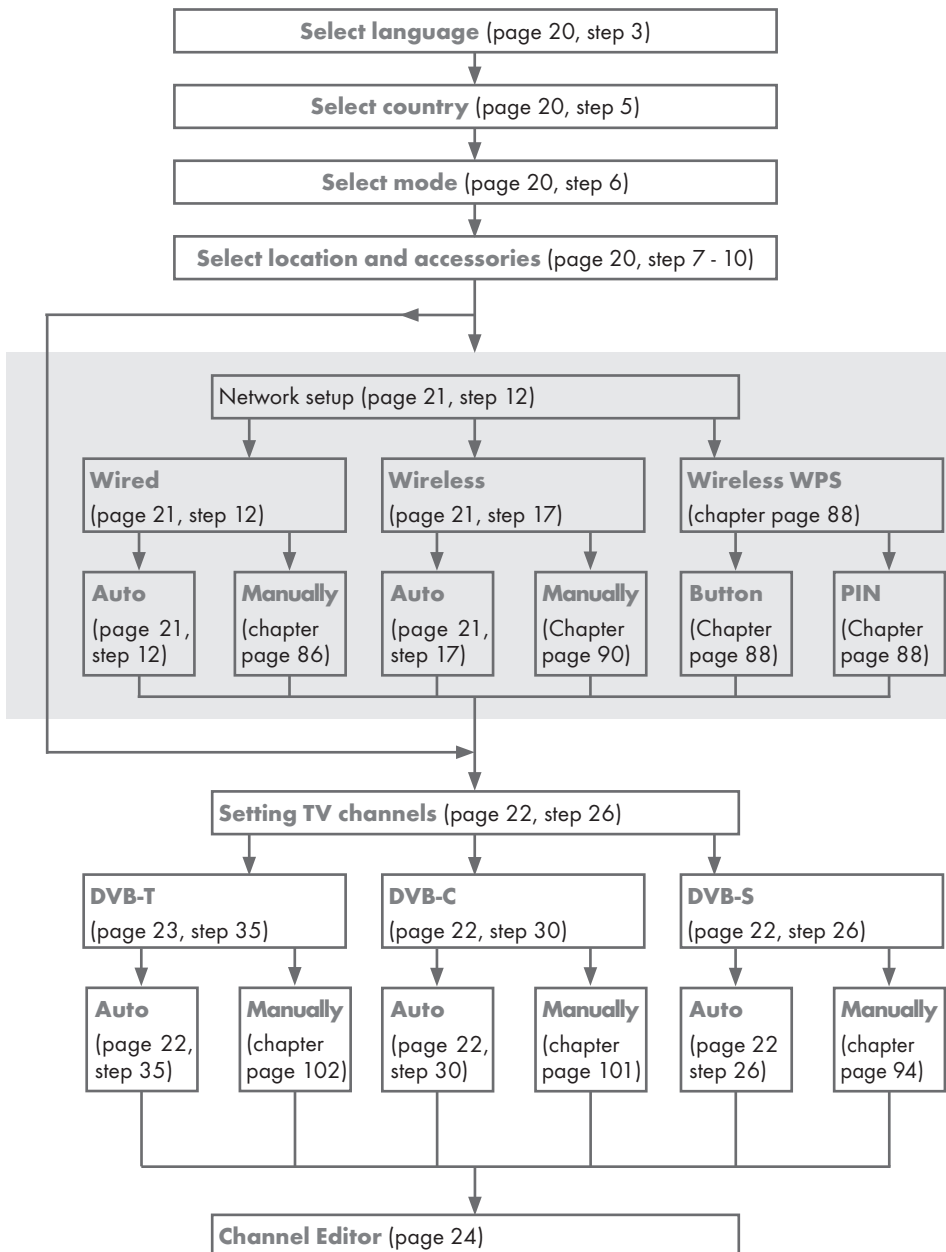 Select language (page 20, step 3)
Select country (page 20, step 5)
Select mode (page 20, step 6)
Select location and accessories (page 20, step 7 - 10)
Network setup (page 21, step 12)
Wired
(page 21, step 12)
Wireless
(page 21, step 17)
Wireless WPS
(chapter page 88)
Auto
(page 21,
step 12)
Manually
(chapter
page 86)
Auto
(page 21,
step 17)
Manually
(Chapter
page 90)
Button
(Chapter
page 88)
PIN
(Chapter
page 88)
Setting TV channels (page 22, step 26)
DVB-T
(page 23, step 35)
DVB-C
(page 22, step 30)
DVB-S
(page 22, step 26)
Auto
(page 22,
step 35)
Manually
(chapter
page 102)
Auto
(page 22,
step 30)
Manually
(chapter
page 101)
Auto
(page 22
step 26)
Manually
(chapter
page 94)
Channel Editor (page 24)